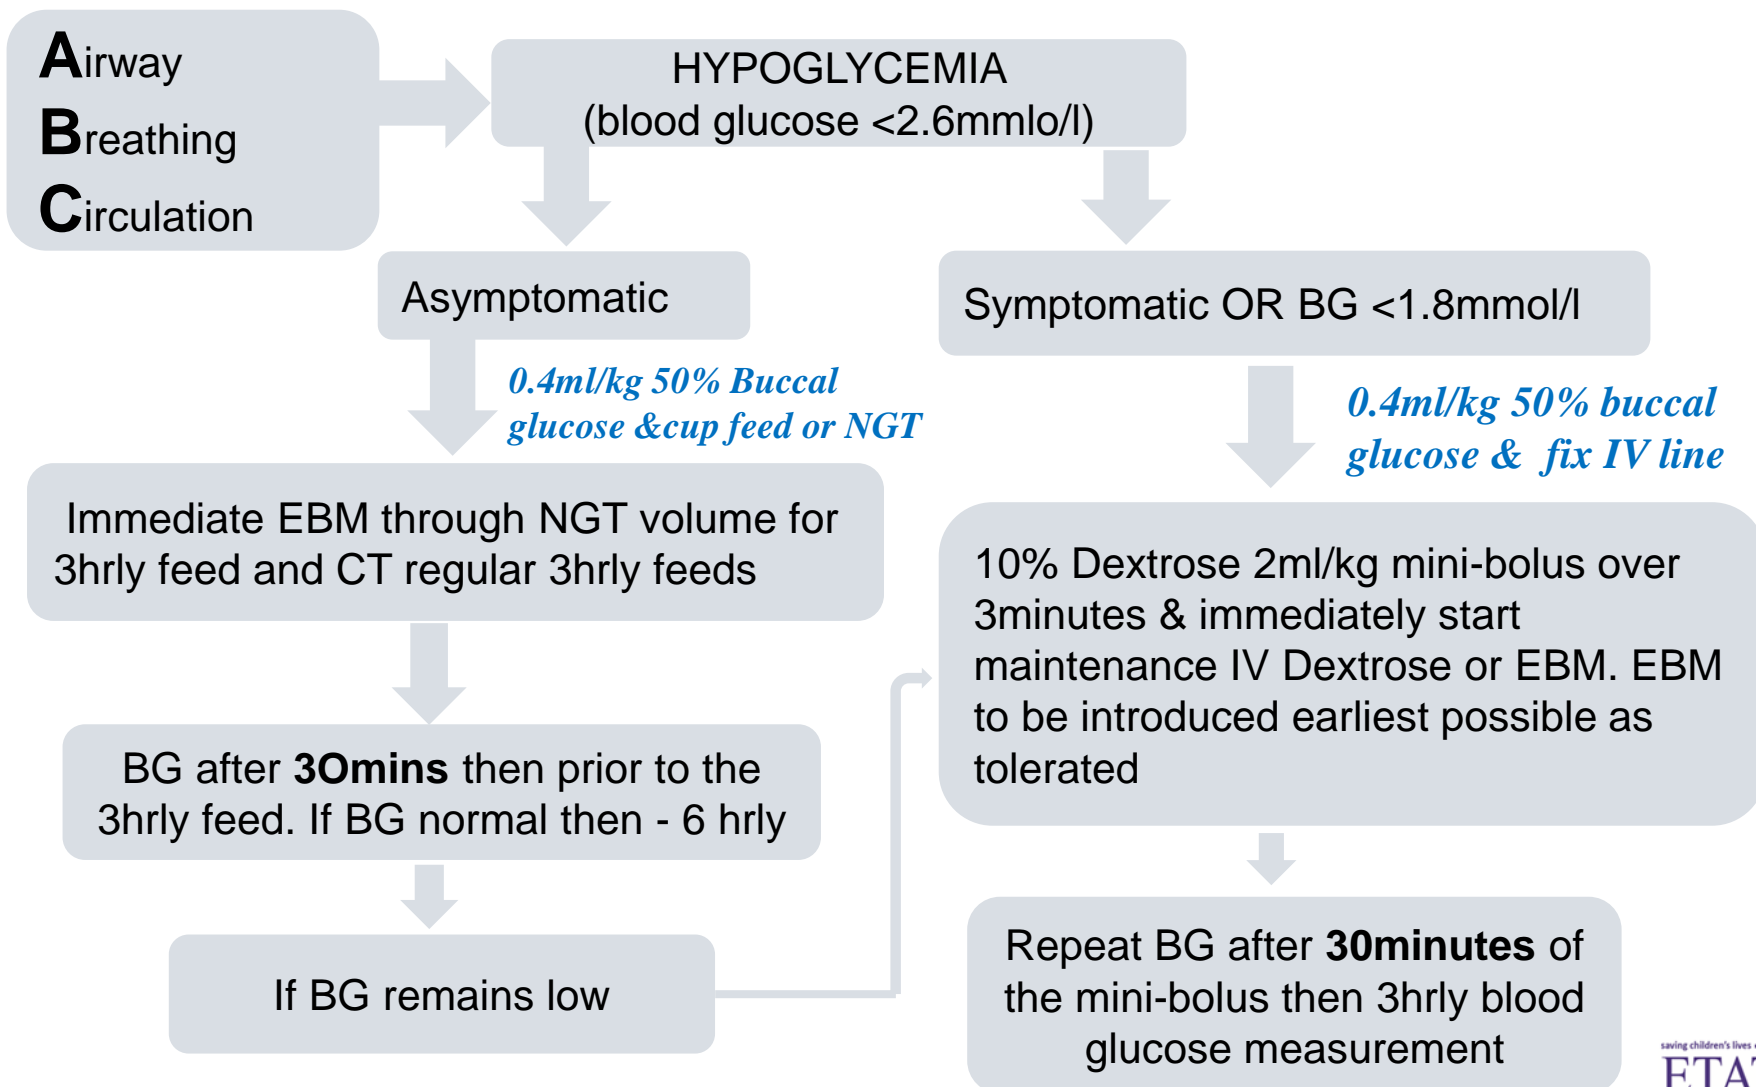 Airway
Breathing
Circulation
HYPOGLYCEMIA
(blood glucose <2.6mmlo/l)
Asymptomatic
Symptomatic OR BG <1.8mmol/l
0.4ml/kg 50% Buccal
glucose &cup feed or NGT
0.4ml/kg 50% buccal
glucose & fix IV line
Immediate EBM through NGT volume for
3hrly feed and CT regular 3hrly feeds
10% Dextrose 2ml/kg mini-bolus over
3minutes & immediately start
maintenance IV Dextrose or EBM. EBM
to be introduced earliest possible as
tolerated
BG after 3Omins then prior to the
3hrly feed. If BG normal then - 6 hrly
If BG remains low
Repeat BG after 30minutes of
the mini-bolus then 3hrly blood
glucose measurement
saving children's lives
ETAT